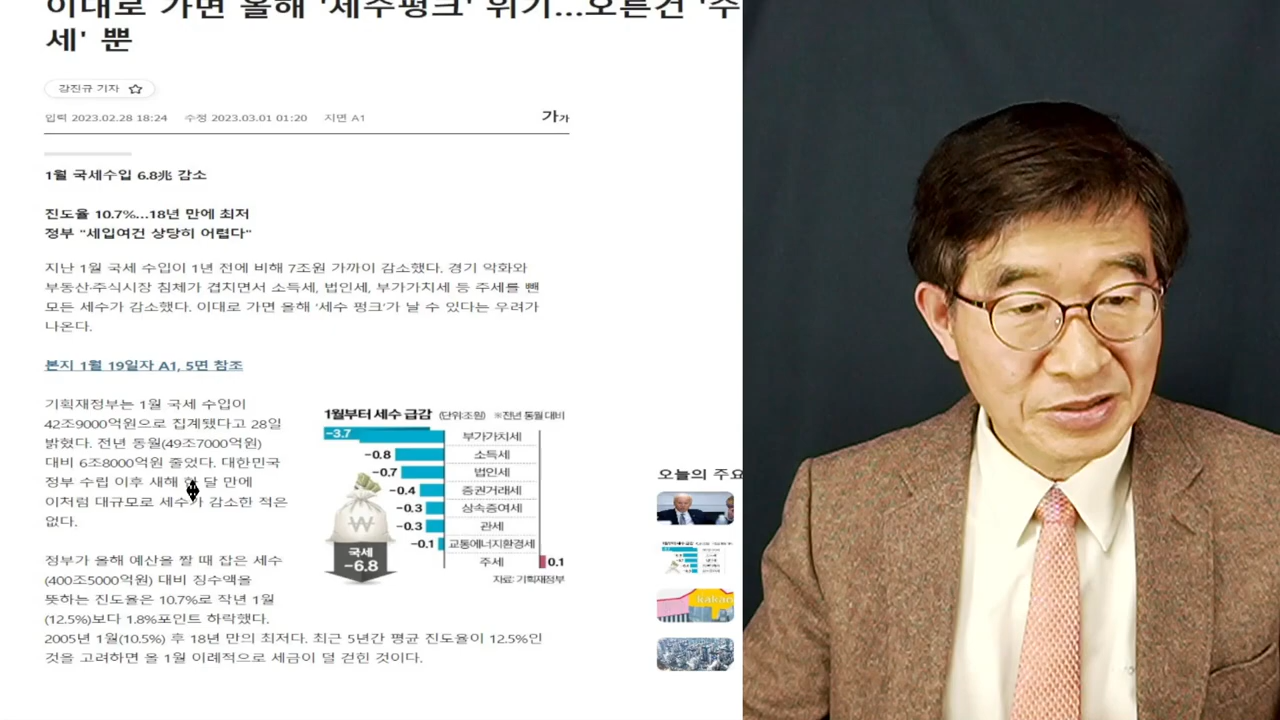 이대로 가면 올해 '세수펑크' 위기...오른건 '주
세' 뿐
강진규 기자
입력 2023.02.28 18:24 수정 2023.03.01 01:20 지면 A1
가가
1월 국세수입 6.8兆 감소
진도율 10.7%...18년 만에 최저
정부 "세입여건 상당히 어렵다"
지난 1월 국세 수입이 1년 전에 비해 7조원 가까이 감소했다. 경기 악화와
부동산·주식시장 침체가 겹치면서 소득세, 법인세, 부가가치세 등 주세를 뺀
모든 세수가 감소했다. 이대로 가면 올해 '세수 펑크'가 날 수 있다는 우려가
나온다.
본지 1월 19일자 A1, 5면 참조
기획재정부는 1월 국세 수입이
42조9000억원으로 집계됐다고 28일
밝혔다. 전년 동월(49조7000억원)
대비 6조8000억원 줄었다. 대한민국
정부 수립 이후 새해 한 달 만에
이처럼 대규모로 세수가 감소한 적은
없다.
정부가 올해 예산을 짤 때 잡은 세수
(400조5000억원) 대비 징수액을
뜻하는 진도율은 10.7%로 작년 1월
(12.5%)보다 1.8%포인트 하락했다.
2005년 1월(10.5%) 후 18년 만의 최저다. 최근 5년간 평균 진도율이 12.5%인
것을 고려하면 올 1월 이례적으로 세금이 덜 걷힌 것이다.
1월부터 세수 급감 (단위:조원) ※전년 동월 대비
-3.7 부가가치세
-0.8 소득세
-0.7 법인세
-0.4 증권거래세
-0.3 상속증여세
-0.3 관세
-0.1 교통에너지환경세
주세 0.1
₩
국세
-6.8
자료: 기획재정부
오늘의 주요
kakao